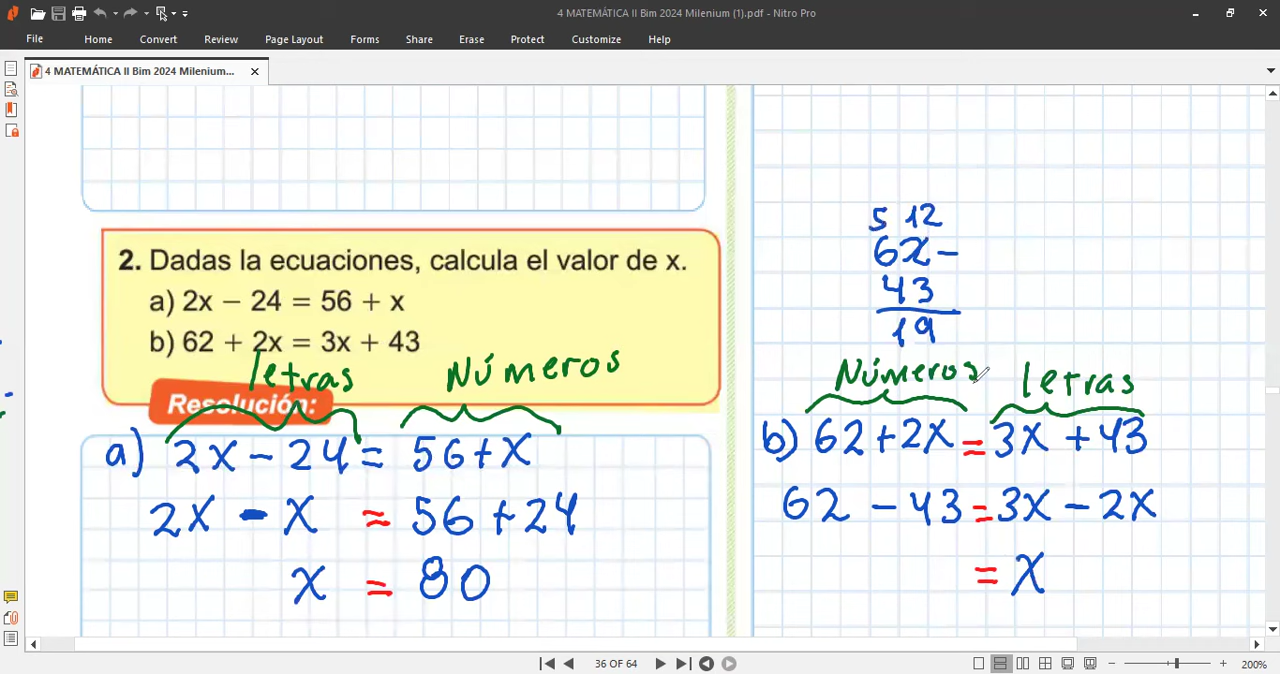 4 MATEMÁTICA II Bim 2024 Milenium (1).pdf - Nitro Pro
File Home Convert Review Page Layout Forms Share Erase Protect Customize Help
4 MATEMÁTICA II Bim 2024 Milenium...
2. Dadas la ecuaciones, calcula el valor de x.
a) 2x − 24 = 56 + x
b) 62 + 2x = 3x + 43
Resolución:
letras Números
a) 2x − 24 = 56 + x
2x − x = 56 + 24
x = 80
5 12
62 −
43
19
Números letras
b) 62 + 2x = 3x + 43
62 − 43 = 3x − 2x
= x
36 OF 64
200%